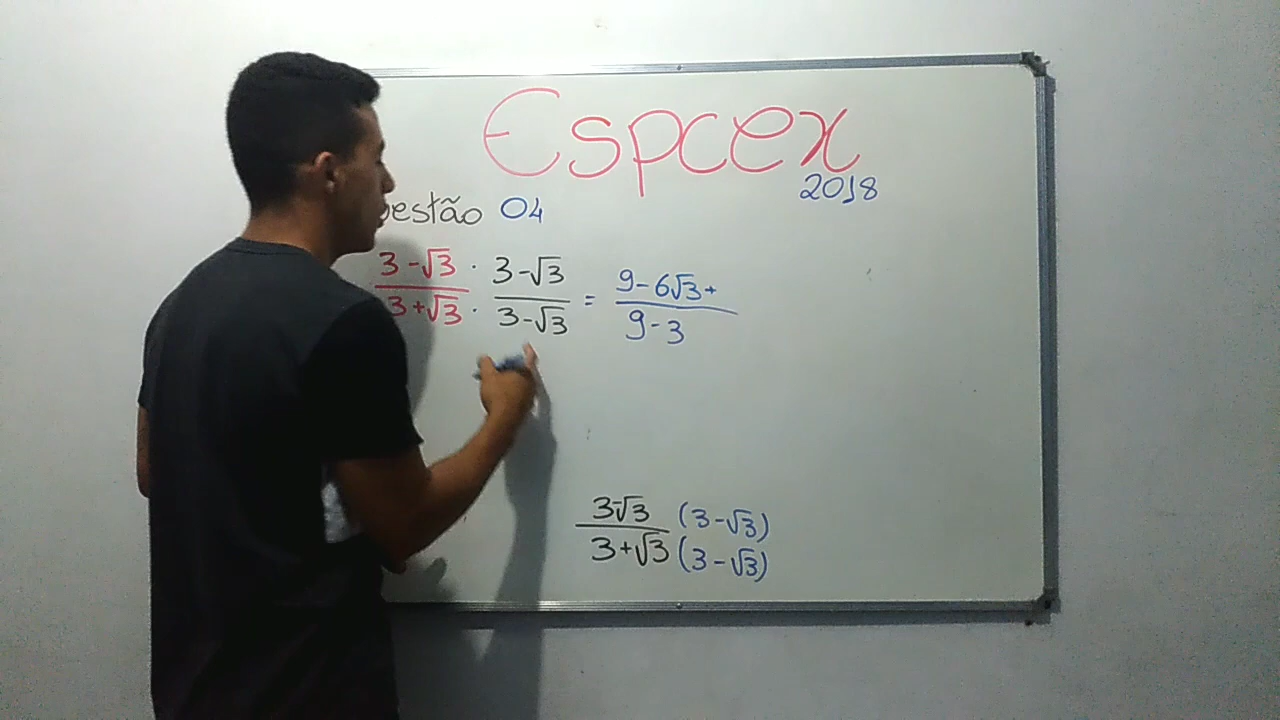 Espcex
2018
estão 04
3-√3 · 3-√3 = 9-6√3+
3+√3 · 3-√3 9-3
3-√3 (3-√3)
3+√3 (3-√3)